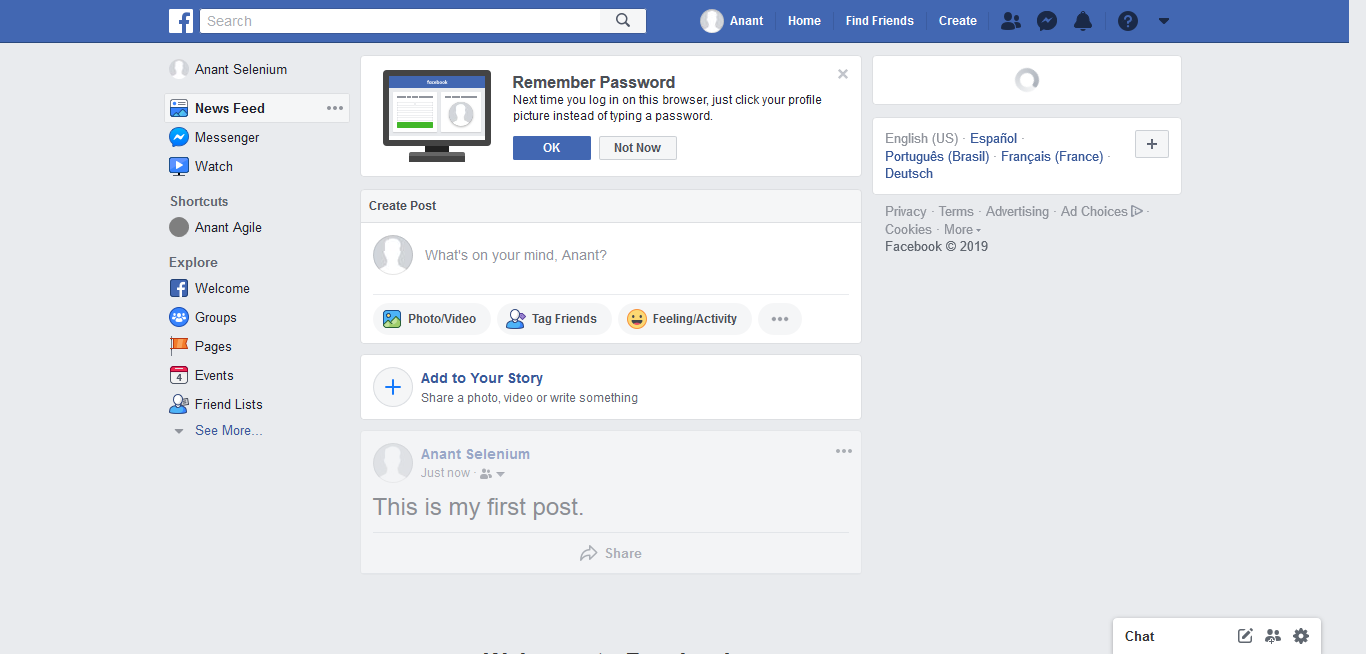 Search
Anant
Home
Find Friends
Create
Anant Selenium
News Feed
Messenger
Watch
Shortcuts
Anant Agile
Explore
Welcome
Groups
Pages
4
Events
Friend Lists
See More...
facebook
Remember Password
Next time you log in on this browser, just click your profile
picture instead of typing a password.
OK
Not Now
Create Post
What's on your mind, Anant?
Photo/Video
Tag Friends
Feeling/Activity
Add to Your Story
Share a photo, video or write something
Anant Selenium
Just now ·
This is my first post.
Share
English (US) · Español ·
Português (Brasil) · Français (France) ·
Deutsch
Privacy · Terms · Advertising · Ad Choices ·
Cookies · More
Facebook © 2019
Chat